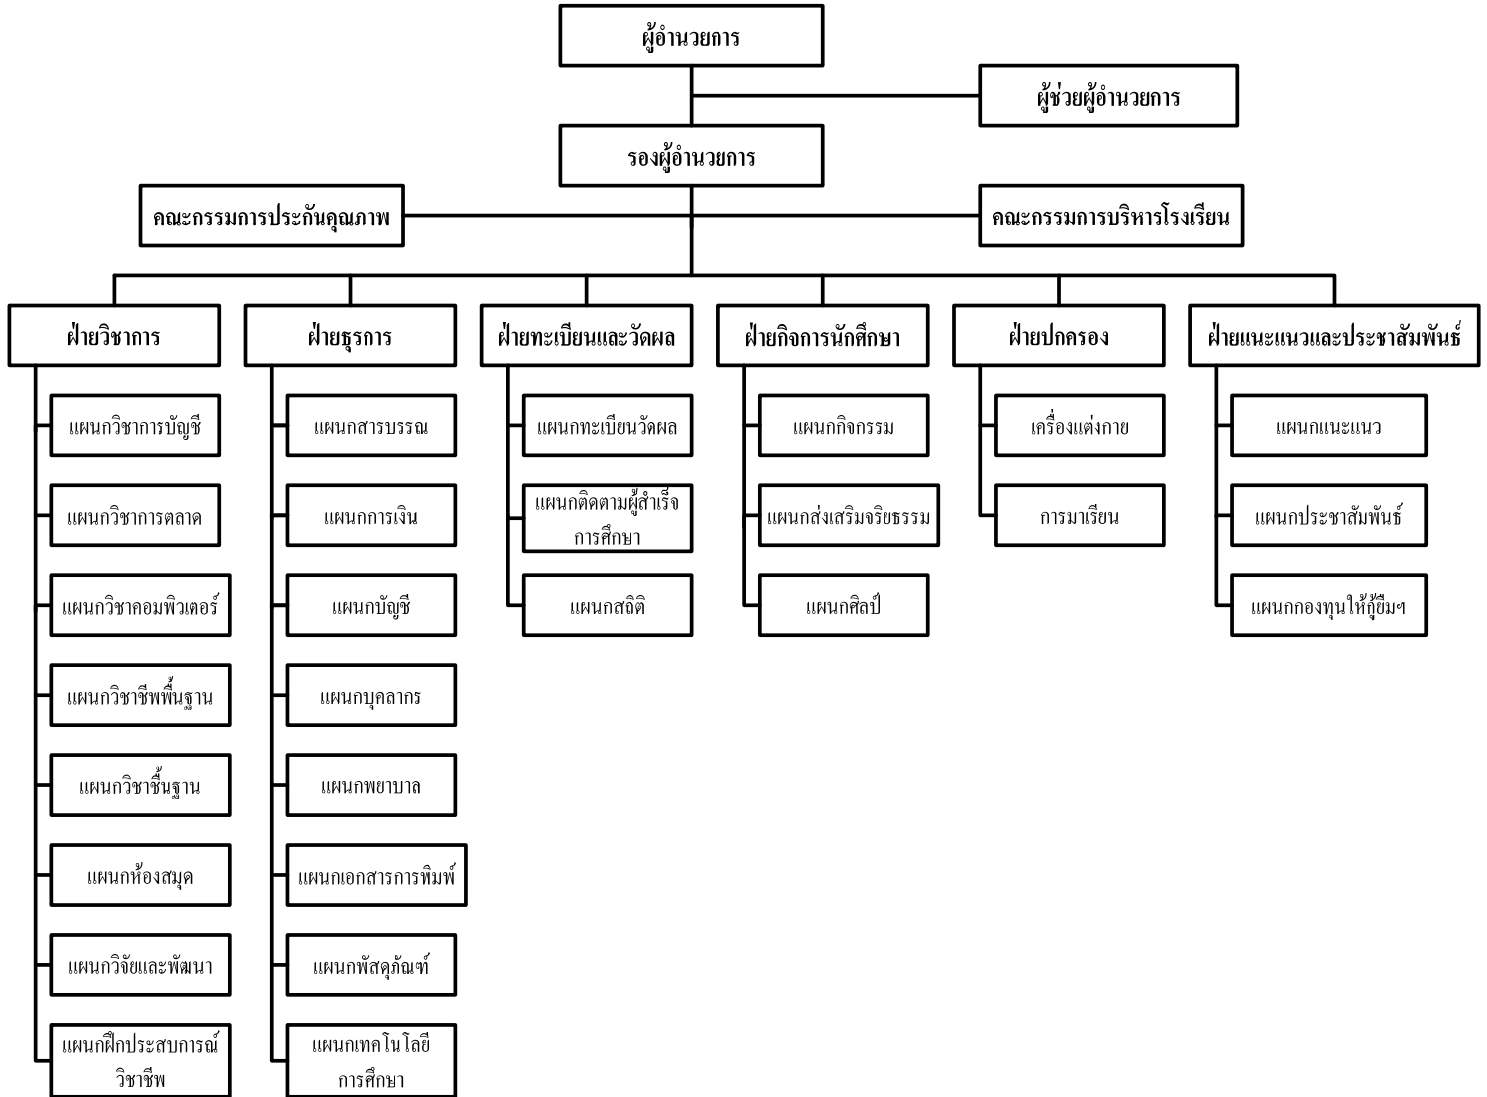 ผู้อำนวยการ
ผู้ช่วยผู้อำนวยการ
รองผู้อำนวยการ
คณะกรรมการประกันคุณภาพ
คณะกรรมการบริหารโรงเรียน
ฝ่ายวิชาการ
ฝ่ายธุรการ
ฝ่ายทะเบียนและวัดผล
ฝ่ายกิจการนักศึกษา
ฝ่ายปกครอง
ฝ่ายแนะแนวและประชาสัมพันธ์
แผนกวิชาการบัญชี
แผนกวิชาการตลาด
แผนกวิชาคอมพิวเตอร์
แผนกวิชาชีพพื้นฐาน
แผนกวิชาชื้นฐาน
แผนกห้องสมุด
แผนกวิจัยและพัฒนา
แผนกฝึกประสบการณ์
วิชาชีพ
แผนกสารบรรณ
แผนกการเงิน
แผนกบัญชี
แผนกบุคลากร
แผนกพยาบาล
แผนกเอกสารการพิมพ์
แผนกพัสดุภัณฑ์
แผนกเทคโนโลยี
การศึกษา
แผนกทะเบียนวัดผล
แผนกติดตามผู้สำเร็จ
การศึกษา
แผนกสถิติ
แผนกกิจกรรม
แผนกส่งเสริมจริยธรรม
แผนกศิลป์
เครื่องแต่งกาย
การมาเรียน
แผนกแนะแนว
แผนกประชาสัมพันธ์
แผนกกองทุนให้กู้ยืมฯ